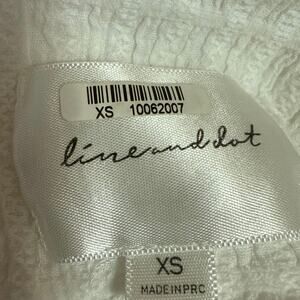 XS 10062007
line and dot
XS
MADE IN PRC